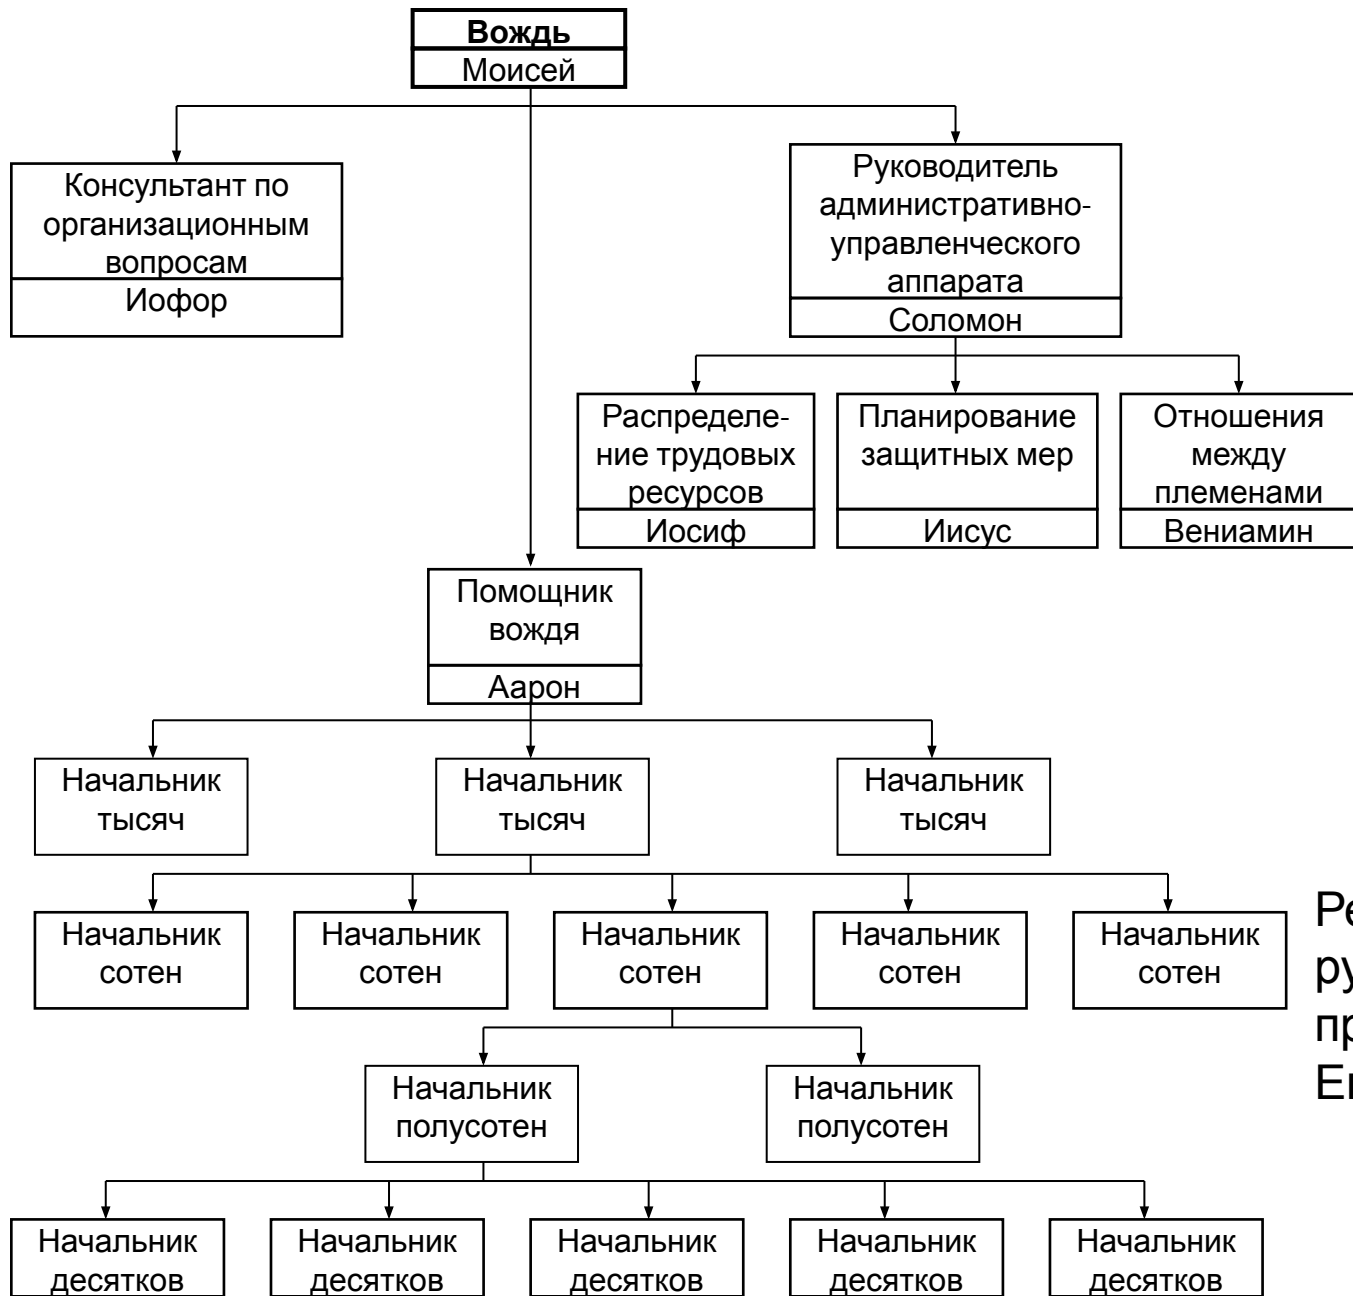 Вождь
Моисей
Консультант по
организационным
вопросам
Иофор
Руководитель
административно-
управленческого
аппарата
Соломон
Распределе-
ние трудовых
ресурсов
Иосиф
Планирование
защитных мер
Иисус
Отношения
между
племенами
Вениамин
Помощник
вождя
Аарон
Начальник
тысяч
Начальник
тысяч
Начальник
тысяч
Начальник
сотен
Начальник
сотен
Начальник
сотен
Начальник
сотен
Начальник
сотен
Начальник
полусотен
Начальник
полусотен
Начальник
десятков
Начальник
десятков
Начальник
десятков
Начальник
десятков
Начальник
десятков